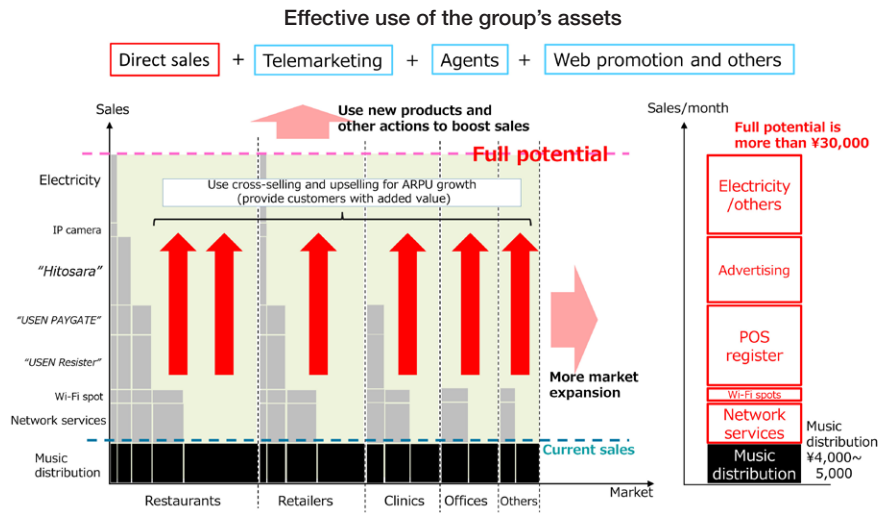 Effective use of the group's assets
Direct sales + Telemarketing + Agents + Web promotion and others
Sales
Use new products and
other actions to boost sales
Full potential
Electricity
IP camera
"Hitosara"
"USEN PAYGATE"
"USEN Resister"
Wi-Fi spot
Network services
Music
distribution
Use cross-selling and upselling for ARPU growth
(provide customers with added value)
More market
expansion
Current sales
Market
Restaurants
Retailers
Clinics
Offices
Others
Sales/month
Full potential is
more than ¥30,000
Electricity
/others
Advertising
POS
register
Wi-Fi spots
Network
services
Music
distribution
Music
distribution
¥4,000~
5,000